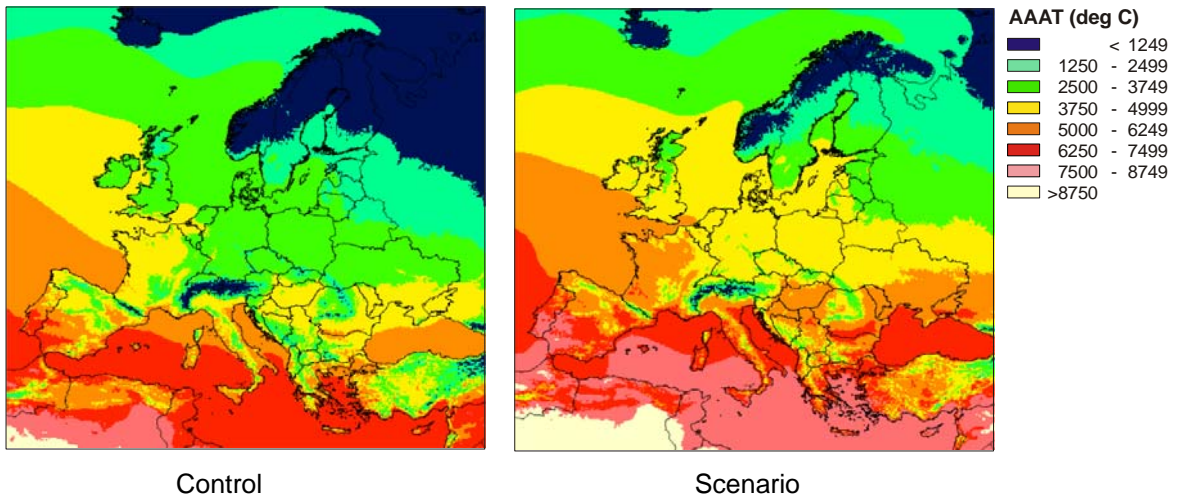 AAAT (deg C)
< 1249
1250 - 2499
2500 - 3749
3750 - 4999
5000 - 6249
6250 - 7499
7500 - 8749
>8750
Control
Scenario